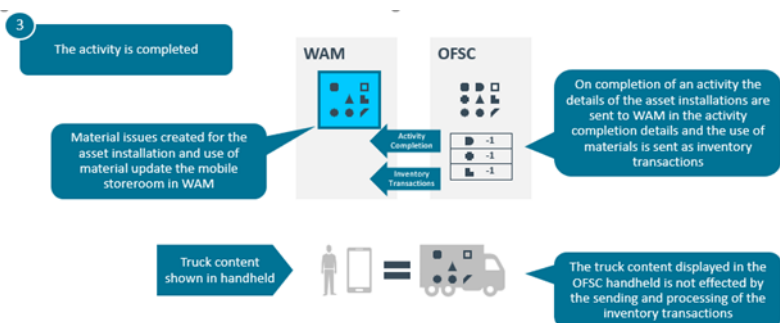 3
The activity is completed
WAM
OFSC
On completion of an activity the
details of the asset installations are
sent to WAM in the activity
completion details and the use of
materials is sent as inventory
transactions
Material issues created for the
asset installation and use of
material update the mobile
storeroom in WAM
Activity
Completion
Inventory
Transactions
-1
-1
-1
Truck content
shown in handheld
=
The truck content displayed in the
OFSC handheld is not effected by
the sending and processing of the
inventory transactions